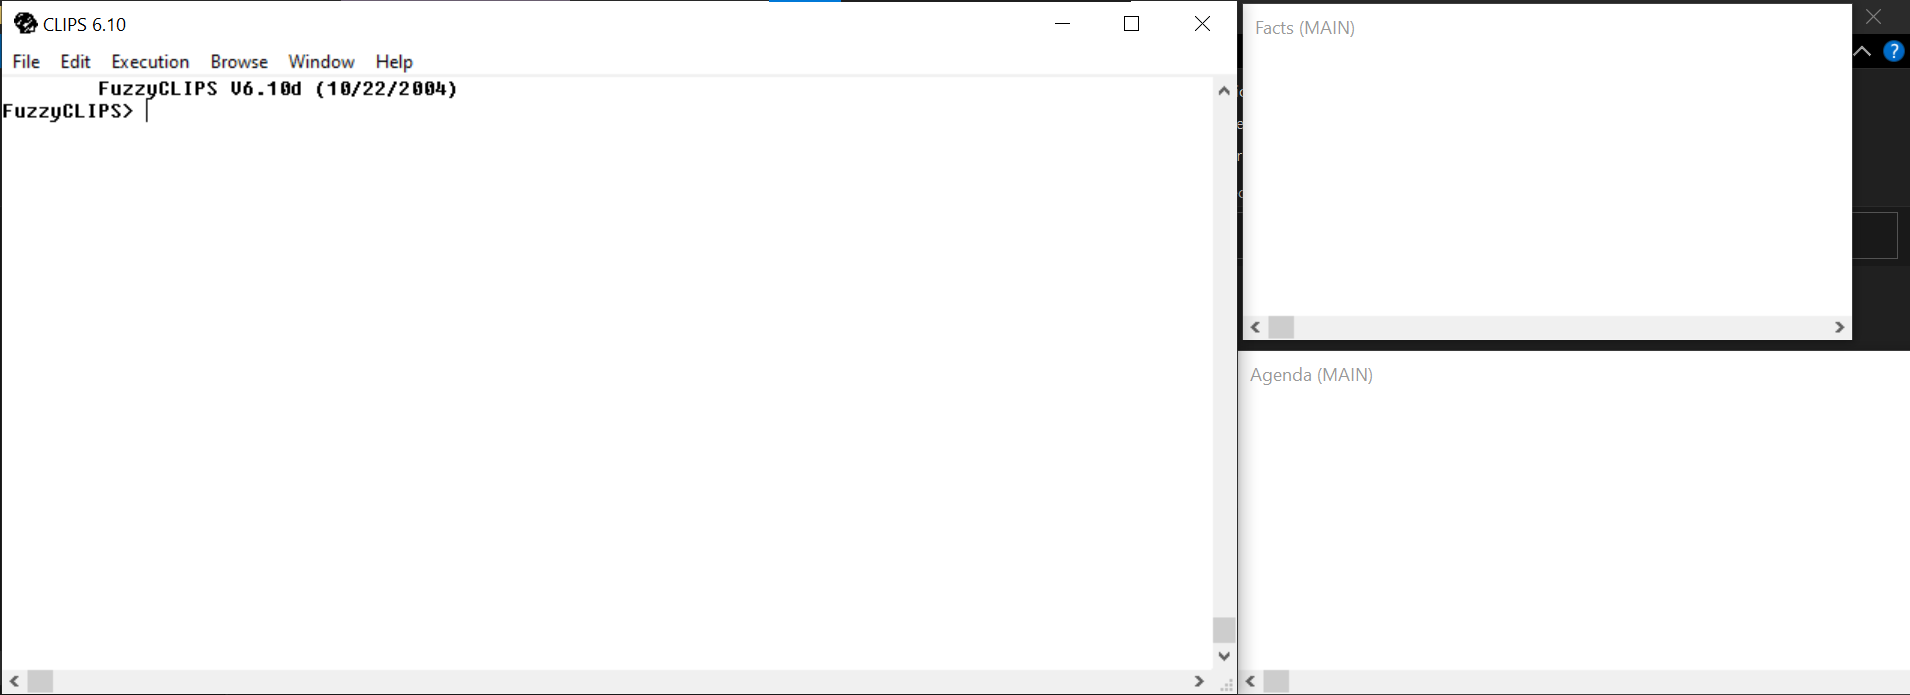 CLIPS 6.10
File Edit Execution Browse Window Help
FuzzyCLIPS V6.10d (10/22/2004)
FuzzyCLIPS>
Facts (MAIN)
?
Agenda (MAIN)